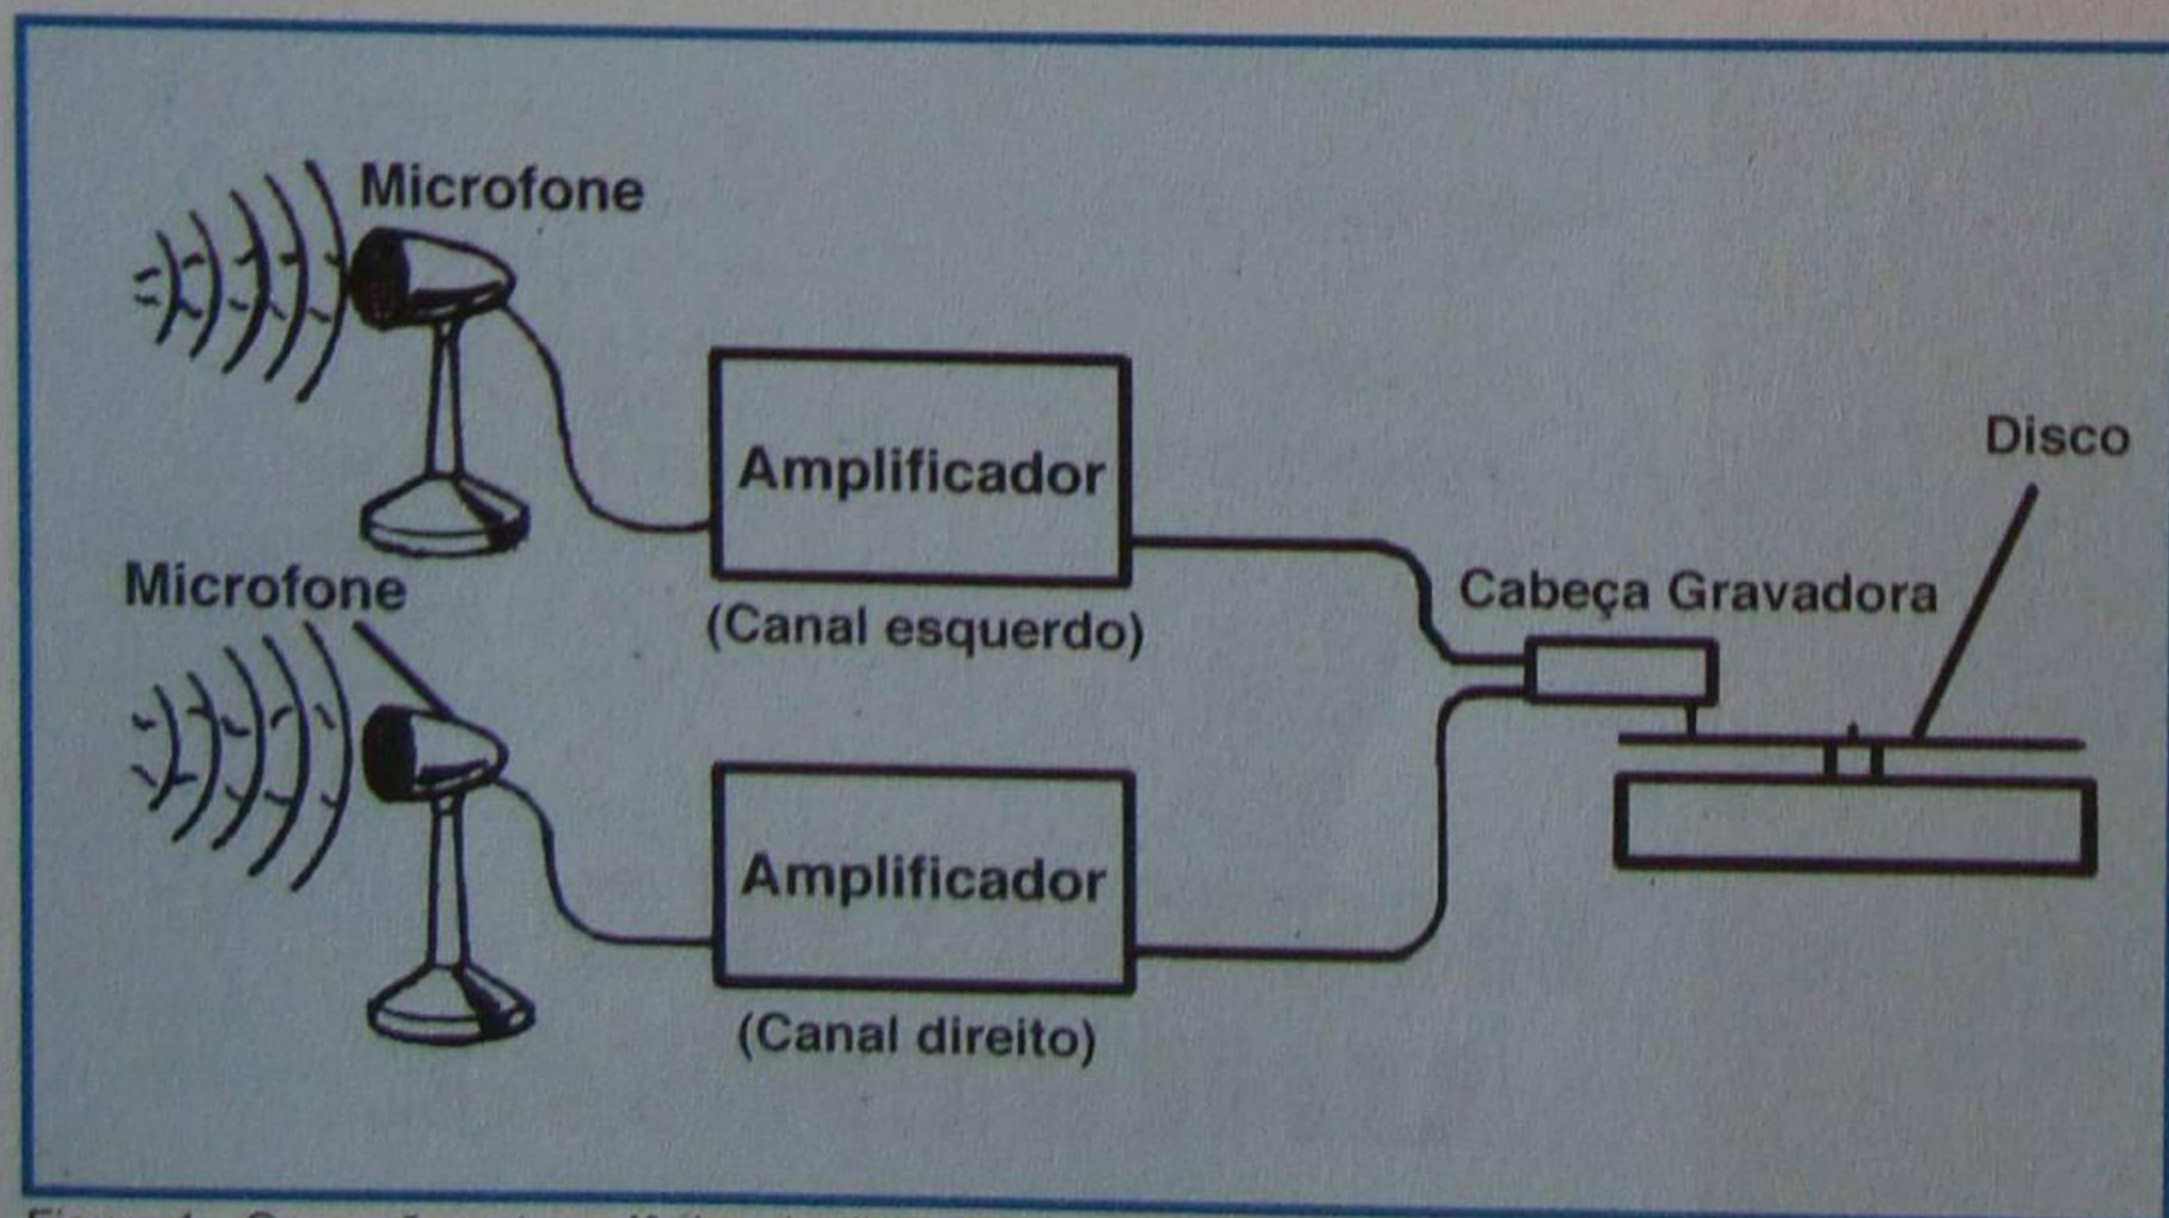 Microfone
Amplificador
(Canal esquerdo)
Disco
Cabeça Gravadora
Microfone
Amplificador
(Canal direito)